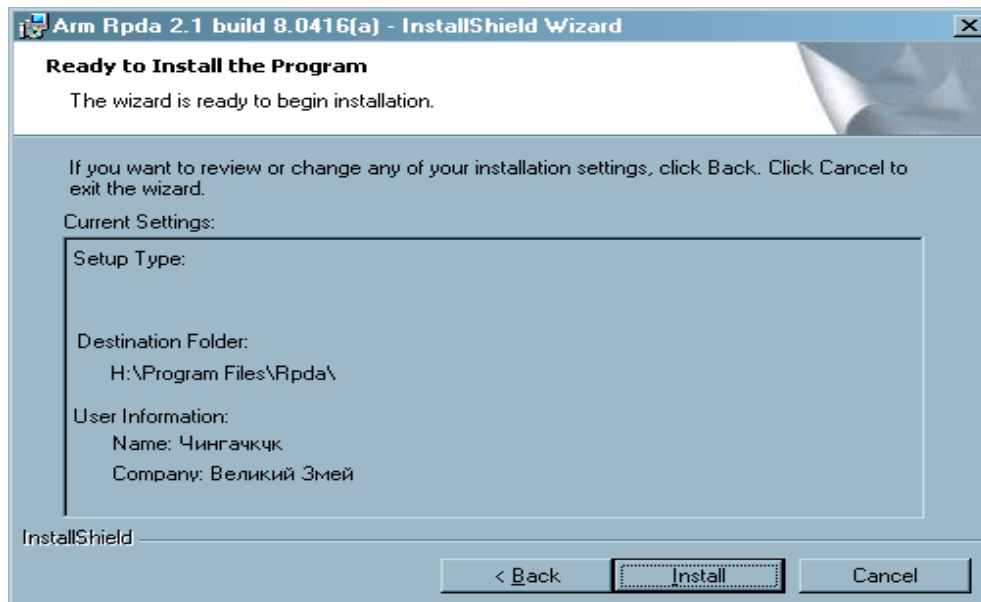 Arm Rpda 2.1 build 8.0416(a) - InstallShield Wizard
Ready to Install the Program
The wizard is ready to begin installation.
If you want to review or change any of your installation settings, click Back. Click Cancel to
exit the wizard.
Current Settings:
Setup Type:
Destination Folder:
H:\Program Files\Rpda\
User Information:
Name: Чингачкчк
Company: Великий Змей
InstallShield
< Back
Install
Cancel